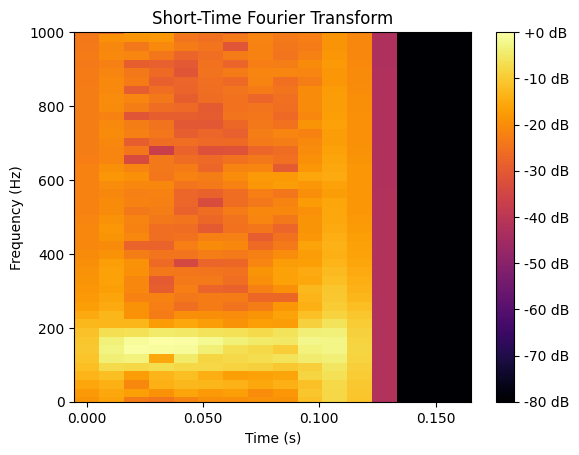 Short-Time Fourier Transform
Frequency (Hz)
1000
800
600
400
200
0
0.000
0.050
0.100
0.150
Time (s)
+0 dB
-10 dB
-20 dB
-30 dB
-40 dB
-50 dB
-60 dB
-70 dB
-80 dB